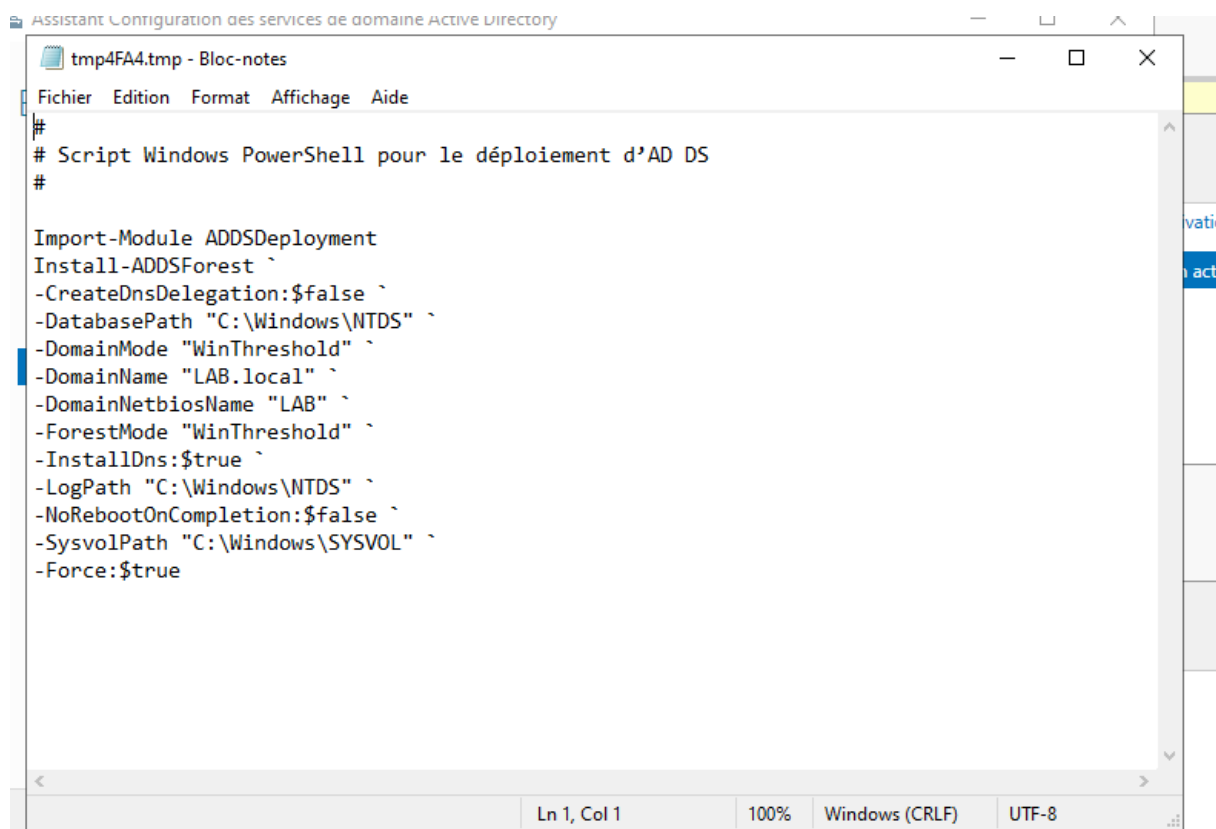 Assistant Configuration des services de domaine Active Directory
tmp4FA4.tmp - Bloc-notes
Fichier Edition Format Affichage Aide
#
# Script Windows PowerShell pour le déploiement d’AD DS
#
Import-Module ADDSDeployment
Install-ADDSForest `
-CreateDnsDelegation:$false `
-DatabasePath "C:\Windows\NTDS" `
-DomainMode "WinThreshold" `
-DomainName "LAB.local" `
-DomainNetbiosName "LAB" `
-ForestMode "WinThreshold" `
-InstallDns:$true `
-LogPath "C:\Windows\NTDS" `
-NoRebootOnCompletion:$false `
-SysvolPath "C:\Windows\SYSVOL" `
-Force:$true
Ln 1, Col 1 100% Windows (CRLF) UTF-8